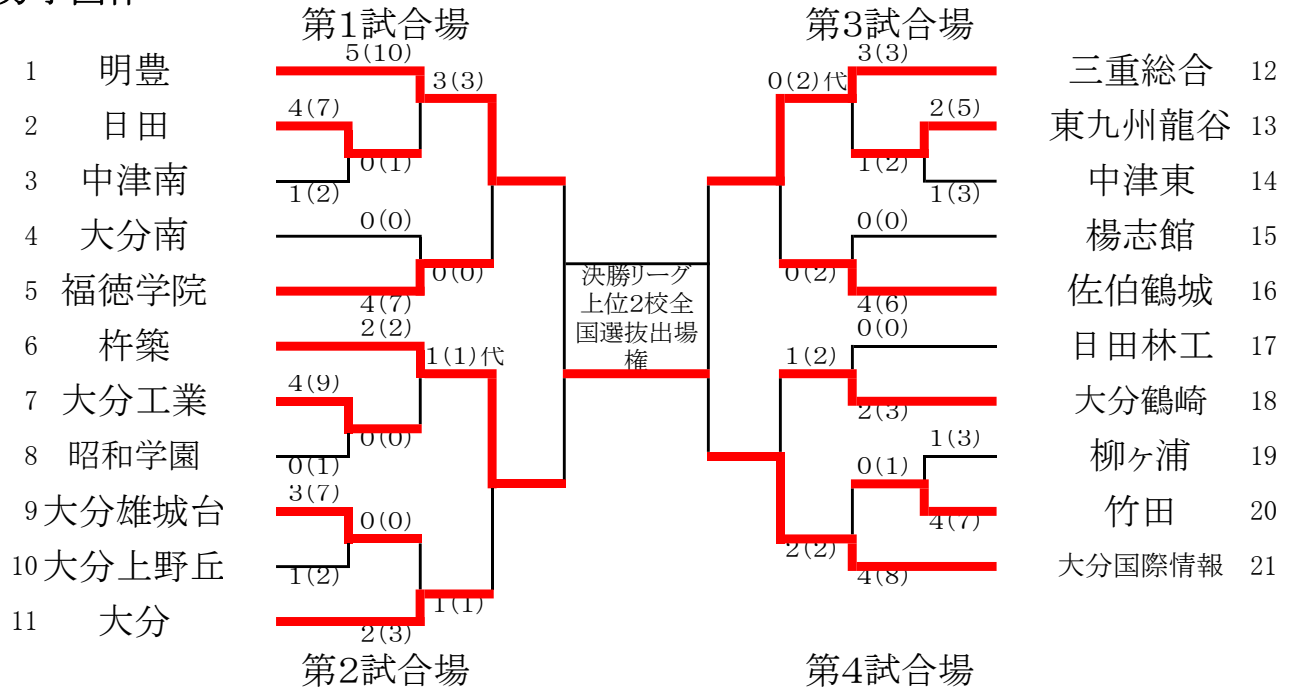 第1試合場
第3試合場
1 明豊
2 日田
3 中津南
4 大分南
5 福徳学院
6 杵築
7 大分工業
8 昭和学園
9 大分雄城台
10 大分上野丘
11 大分
5(10)
3(3)
4(7)
0(1)
1(2)
0(0)
0(0)
4(7)
2(2)
1(1)代
4(9)
0(0)
0(1)
3(7)
0(0)
1(2)
1(1)
2(3)
決勝リーグ
上位2校全
国選抜出場
権
3(3)
0(2)代
2(5)
1(2)
1(3)
0(0)
0(2)
4(6)
0(0)
1(2)
2(3)
1(3)
0(1)
4(7)
2(2)
4(8)
三重総合 12
東九州龍谷 13
中津東 14
楊志館 15
佐伯鶴城 16
日田林工 17
大分鶴崎 18
柳ヶ浦 19
竹田 20
大分国際情報 21
第2試合場
第4試合場